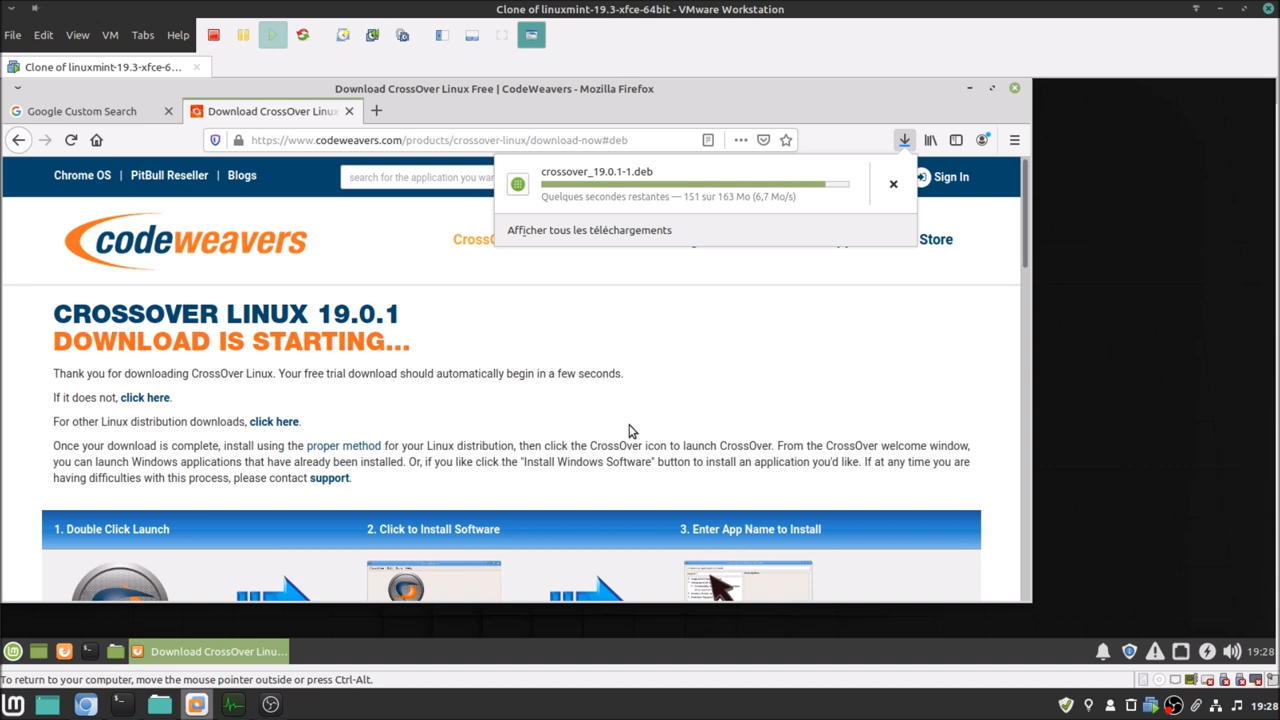 Clone of linuxmint-19.3-xfce-64bit - VMware Workstation
File Edit View VM Tabs Help
Clone of linuxmint-19.3-xfce-6...
Download CrossOver Linux Free | CodeWeavers - Mozilla Firefox
Google Custom Search
Download CrossOver Linux
https://www.codeweavers.com/products/crossover-linux/download-now#deb
Chrome OS PitBull Reseller Blogs
search for the application you
Sign In
crossover_19.0.1-1.deb
Quelques secondes restantes — 151 sur 163 Mo (6,7 Mo/s)
Afficher tous les téléchargements
codeweavers
Store
CROSSOVER LINUX 19.0.1
DOWNLOAD IS STARTING...
Thank you for downloading CrossOver Linux. Your free trial download should automatically begin in a few seconds.
If it does not, click here.
For other Linux distribution downloads, click here.
Once your download is complete, install using the proper method for your Linux distribution, then click the CrossOver icon to launch CrossOver. From the CrossOver welcome window,
you can launch Windows applications that have already been installed. Or, if you like click the "Install Windows Software" button to install an application you'd like. If at any time you are
having difficulties with this process, please contact support.
1. Double Click Launch
2. Click to Install Software
3. Enter App Name to Install
Download CrossOver Linu...
19:28
To return to your computer, move the mouse pointer outside or press Ctrl-Alt.
19:28